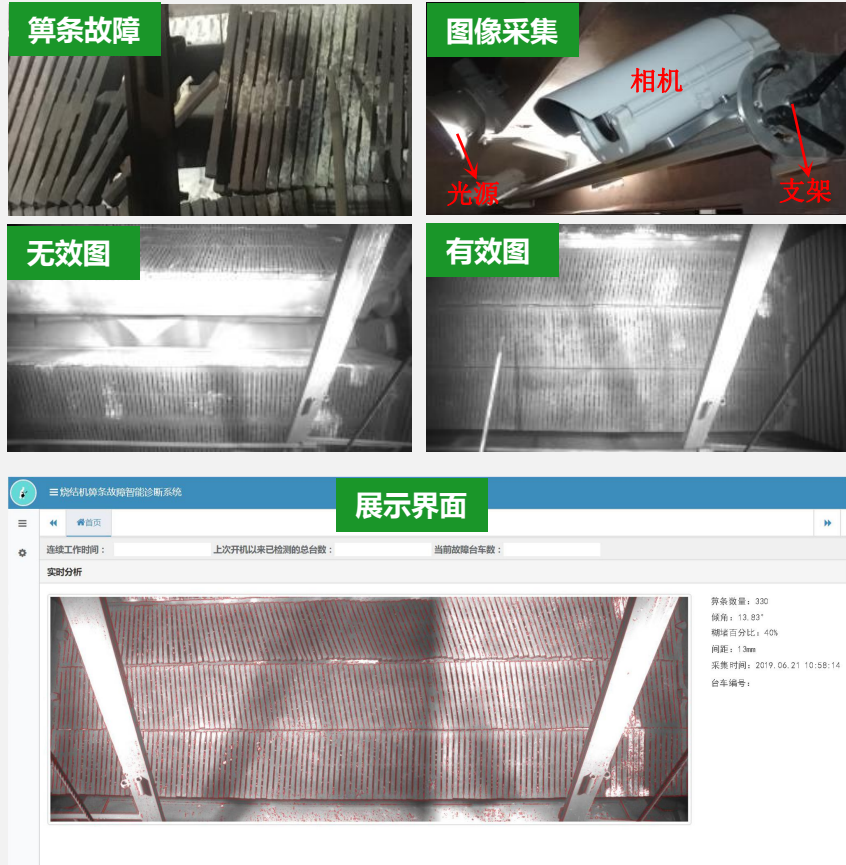 箅条故障
图像采集
相机
光源
支架
无效图
有效图
烧结机箅条故障智能诊断系统
展示界面
首页
连续工作时间： 上次开机以来已检测的总台数： 当前故障台车数：
实时分析
箅条数量：330
倾角：13.83°
糊堵百分比：40%
间距：13mm
采集时间：2019.06.21 10:58:14
台车编号：